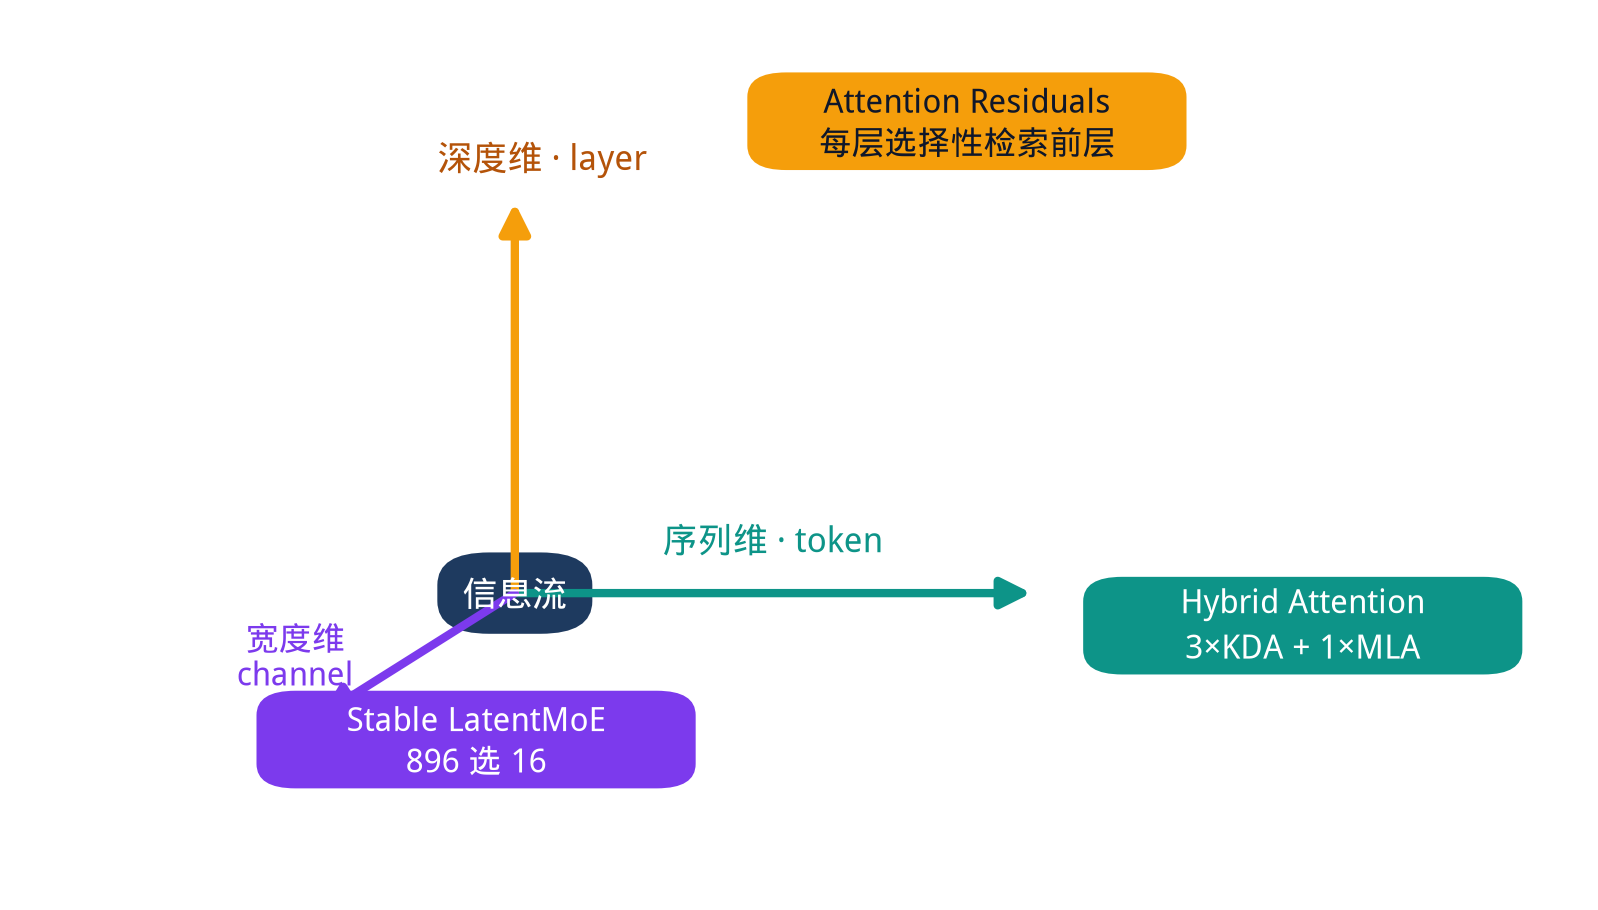 Attention Residuals
每层选择性检索前层
深度维 · layer
序列维 · token
信息流
Hybrid Attention
3×KDA + 1×MLA
宽度维
channel
Stable LatentMoE
896 选 16